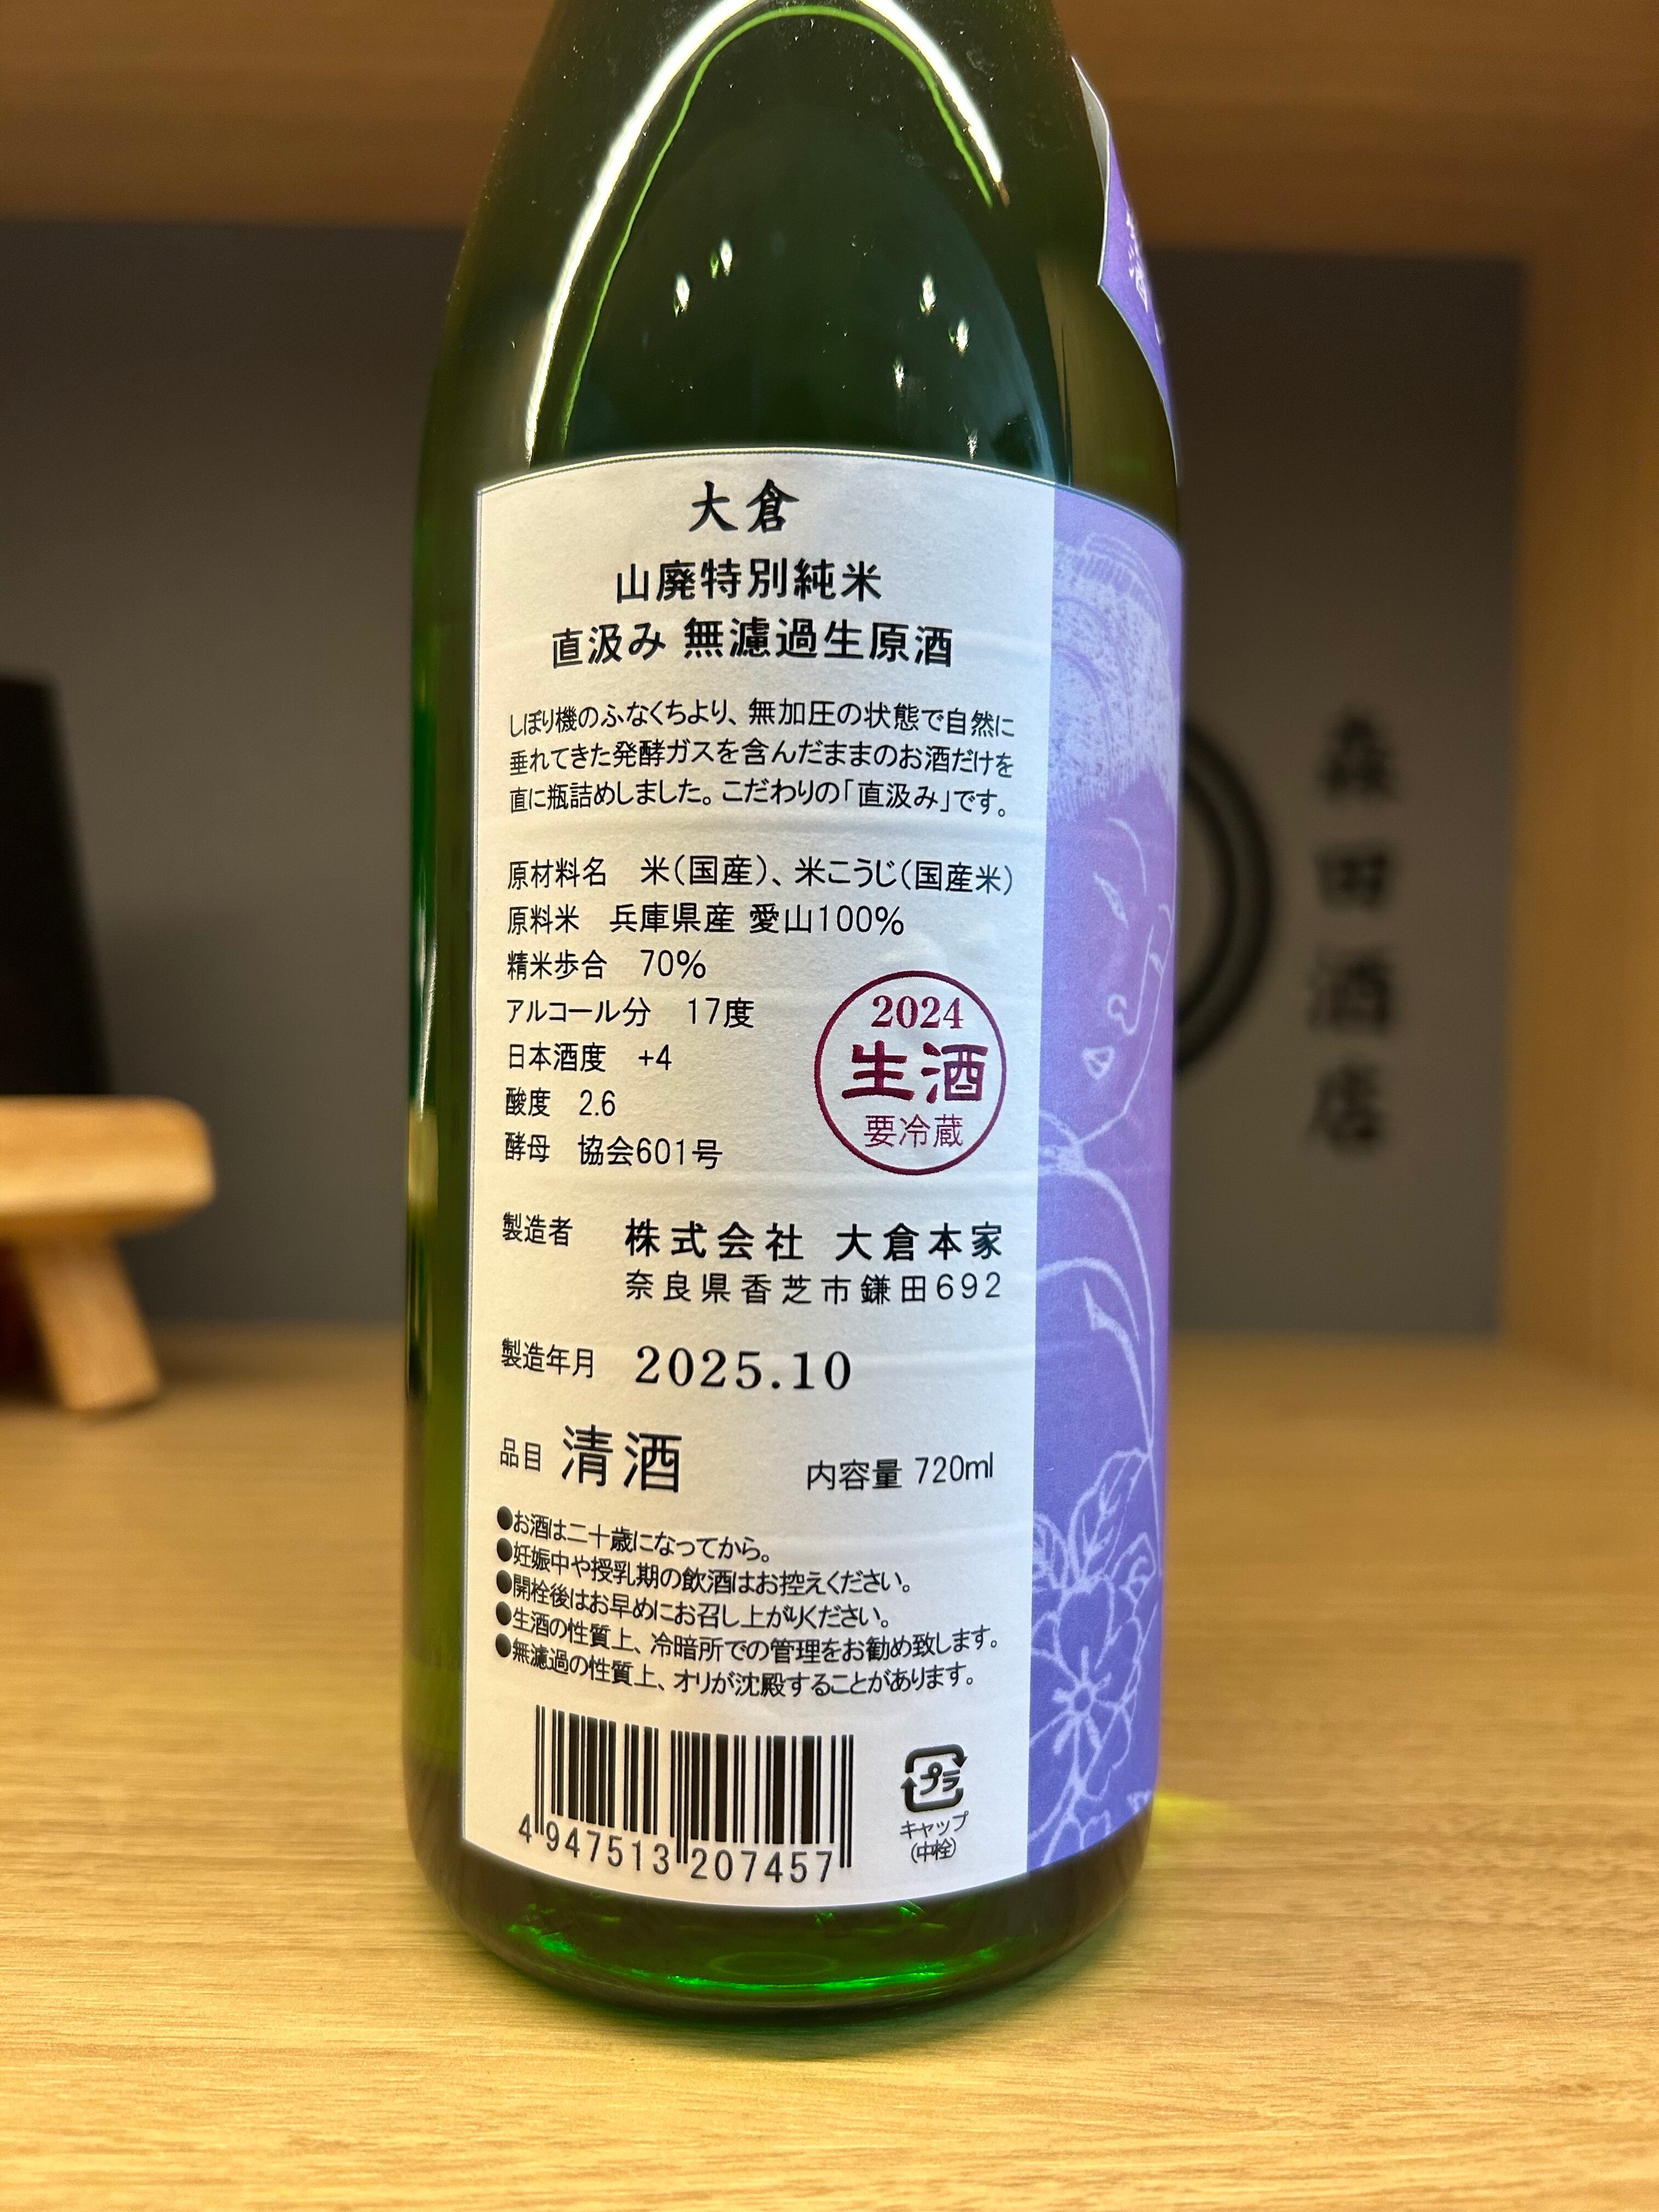 大倉
山廃特別純米
直汲み 無濾過生原酒
しぼり機のふなくちより、無加圧の状態で自然に
垂れてきた発酵ガスを含んだままのお酒だけを
直に瓶詰めしました。こだわりの「直汲み」です。
原材料名 米(国産)、米こうじ(国産米)
原料米 兵庫県産 愛山100%
精米歩合 70%
アルコール分 17度
日本酒度 +4
酸度 2.6
酵母 協会601号
2024
生酒
要冷蔵
製造者 株式会社 大倉本家
奈良県香芝市鎌田692
製造年月 2025.10
品目 清酒 内容量 720ml
●お酒は二十歳になってから。
●妊娠中や授乳期の飲酒はお控えください。
●開栓後はお早めにお召し上がりください。
●生酒の性質上、冷暗所での管理をお勧め致します。
●無濾過の性質上、オリが沈殿することがあります。
4 947513 207457
プラ
キャップ
(中栓)
森田酒店